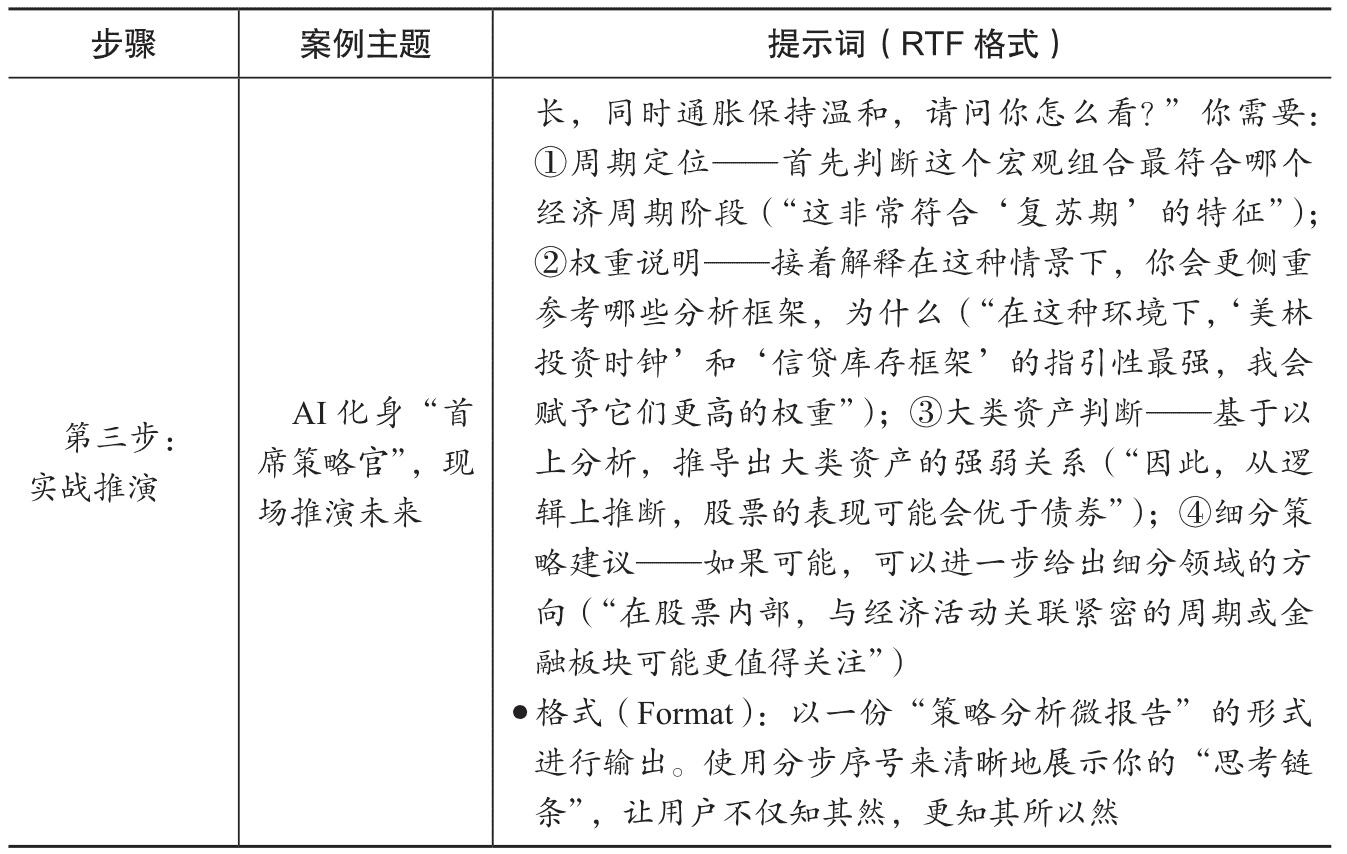 步骤 案例主题 提示词（RTF 格式）
第三步：
实战推演
AI 化身“首
席策略官”，现
场推演未来
长，同时通胀保持温和，请问你怎么看？”你需要：
①周期定位——首先判断这个宏观组合最符合哪个
经济周期阶段（“这非常符合‘复苏期’的特征”）；
②权重说明——接着解释在这种情景下，你会更侧重
参考哪些分析框架，为什么（“在这种环境下，‘美林
投资时钟’和‘信贷库存框架’的指引性最强，我会
赋予它们更高的权重”）；③大类资产判断——基于以
上分析，推导出大类资产的强弱关系（“因此，从逻
辑上推断，股票的表现可能会优于债券”）；④细分策
略建议——如果可能，可以进一步给出细分领域的方
向（“在股票内部，与经济活动关联紧密的周期或金
融板块可能更值得关注”）
●格式（Format）：以一份“策略分析微报告”的形式
进行输出。使用分步序号来清晰地展示你的“思考链
条”，让用户不仅知其然，更知其所以然